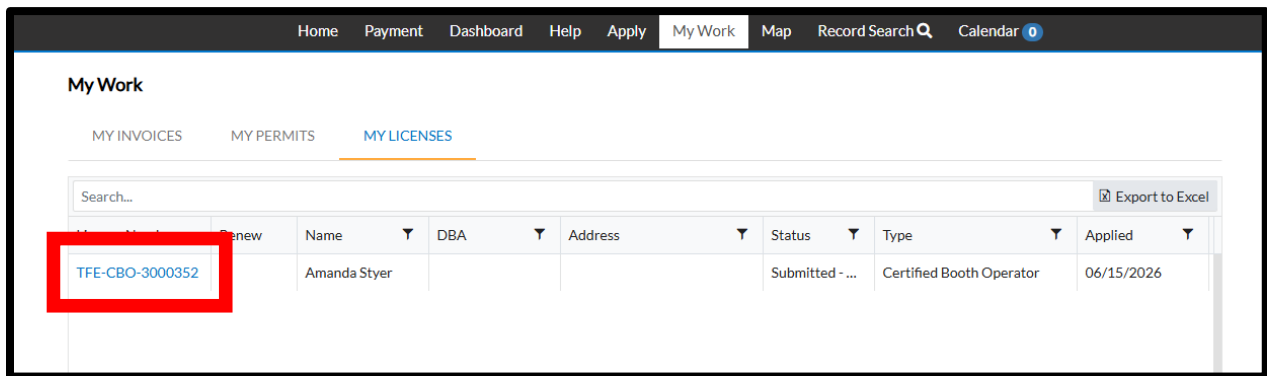 Home Payment Dashboard Help Apply My Work Map Record Search Calendar 0
My Work
MY INVOICES MY PERMITS MY LICENSES
Search... Export to Excel
Renew Name DBA Address Status Type Applied
TFE-CBO-3000352 Amanda Styer Submitted - ... Certified Booth Operator 06/15/2026